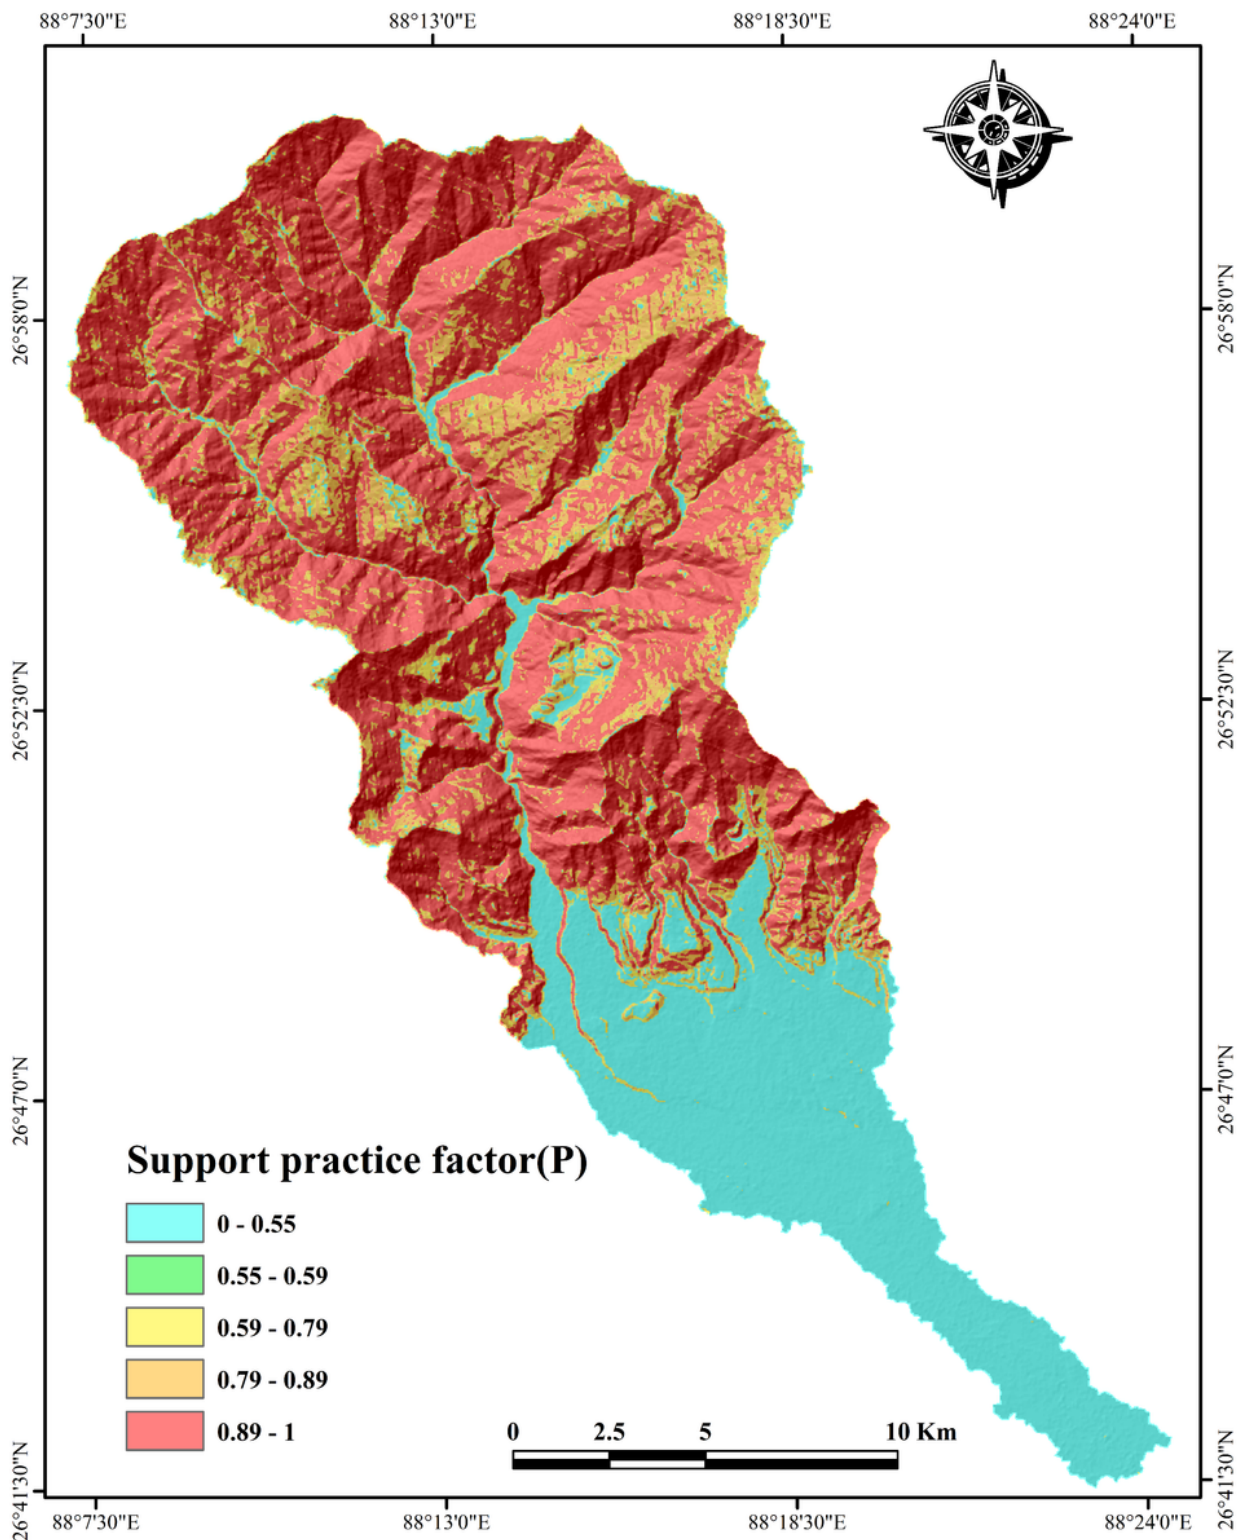 88°7'30"E 88°13'0"E 88°18'30"E 88°24'0"E
26°58'0"N 26°58'0"N
26°52'30"N 26°52'30"N
26°47'0"N 26°47'0"N
Support practice factor(P)
0 - 0.55
0.55 - 0.59
0.59 - 0.79
0.79 - 0.89
0.89 - 1
0 2.5 5 10 Km
26°41'30"N 26°41'30"N
88°7'30"E 88°13'0"E 88°18'30"E 88°24'0"E